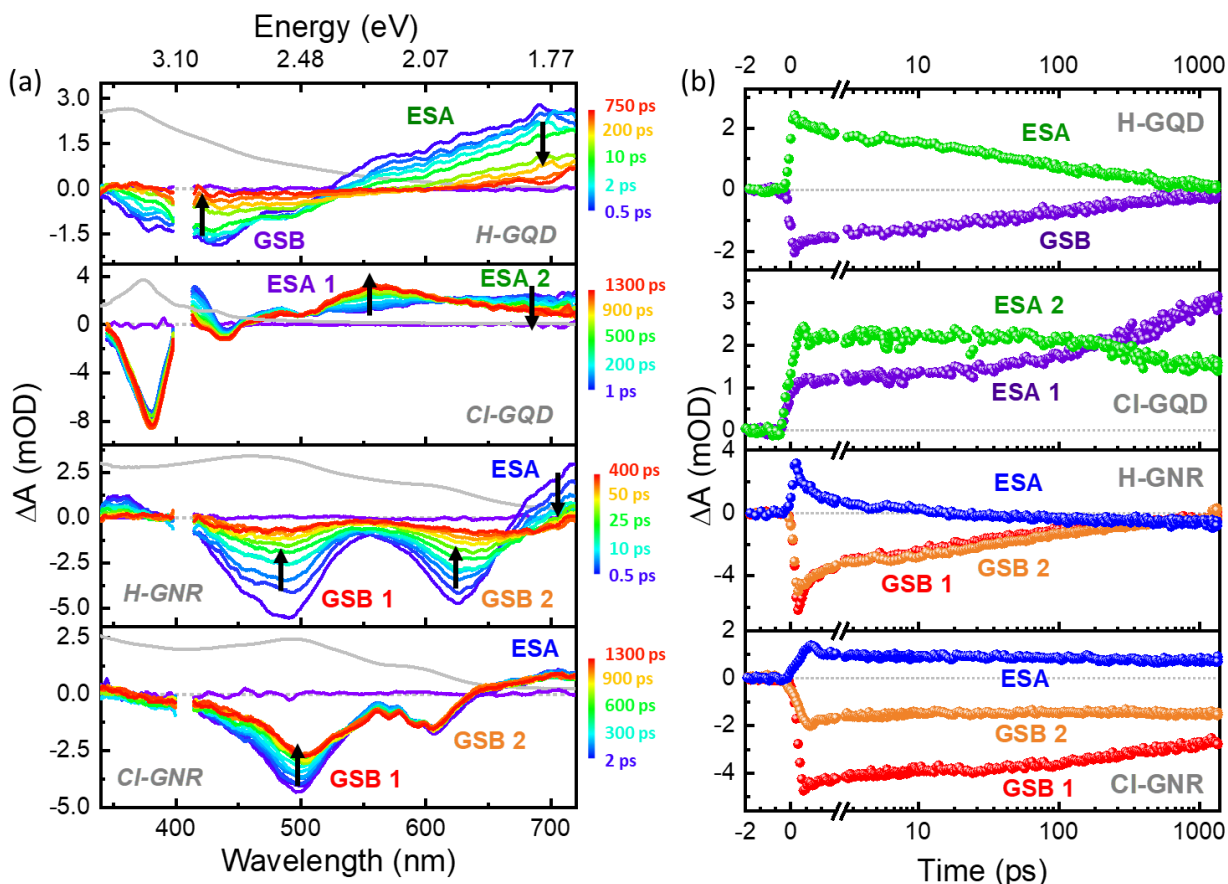 Energy (eV)
3.10 2.48 2.07 1.77
(a)
3.0
1.5
0.0
-1.5
ESA
GSB
H-GQD
750 ps
200 ps
10 ps
2 ps
0.5 ps
4
0
-4
-8
ESA 1
ESA 2
Cl-GQD
1300 ps
900 ps
500 ps
200 ps
1 ps
2.5
0.0
-2.5
-5.0
ESA
H-GNR
GSB 1
GSB 2
400 ps
50 ps
25 ps
10 ps
0.5 ps
2.5
0.0
-2.5
-5.0
ESA
GSB 2
Cl-GNR
GSB 1
1300 ps
900 ps
600 ps
300 ps
2 ps
400 500 600 700
Wavelength (nm)
ΔA (mOD)
(b)
-2 0 10 100 1000
2
0
-2
ESA
H-GQD
GSB
3
2
1
0
ESA 2
ESA 1
Cl-GQD
4
0
-4
ESA
H-GNR
GSB 1
GSB 2
2
0
-2
-4
ESA
GSB 2
GSB 1
Cl-GNR
-2 0 10 100 1000
Time (ps)
ΔA (mOD)